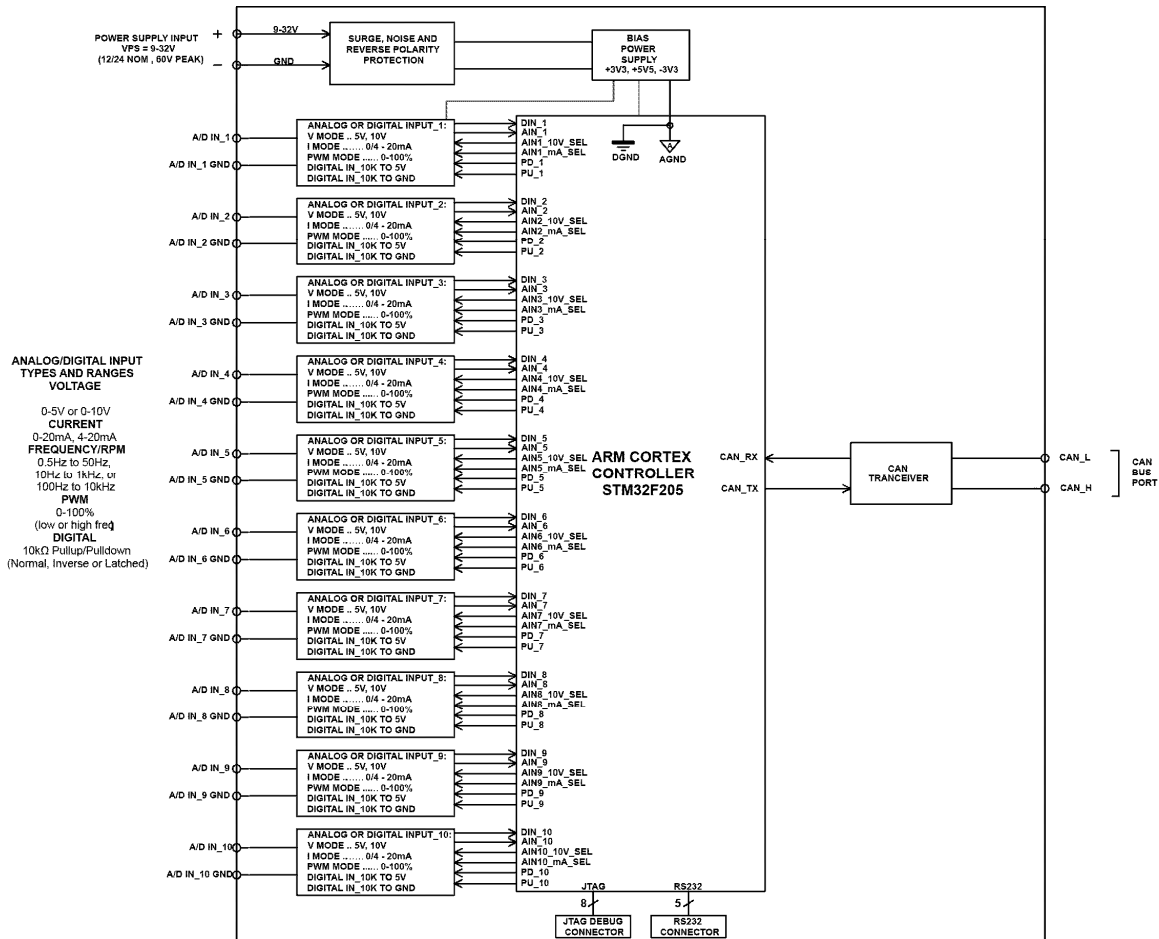 POWER SUPPLY INPUT
VPS = 9-32V
(12/24 NOM , 60V PEAK)
+
–
9-32V
GND
SURGE, NOISE AND
REVERSE POLARITY
PROTECTION
BIAS
POWER
SUPPLY
+3V3, +5V5, -3V3
DGND
A
AGND
ANALOG/DIGITAL INPUT
TYPES AND RANGES
VOLTAGE
0-5V or 0-10V
CURRENT
0-20mA, 4-20mA
FREQUENCY/RPM
0.5Hz to 50Hz,
10Hz to 1kHz, or
100Hz to 10kHz
PWM
0-100%
(low or high freq)
DIGITAL
10kΩ Pullup/Pulldown
(Normal, Inverse or Latched)
A/D IN_1
A/D IN_1 GND
ANALOG OR DIGITAL INPUT_1:
V MODE .. 5V, 10V
I MODE ....... 0/4 - 20mA
PWM MODE ...... 0-100%
DIGITAL IN_10K TO 5V
DIGITAL IN_10K TO GND
DIN_1
AIN_1
AIN1_10V_SEL
AIN1_mA_SEL
PD_1
PU_1
A/D IN_2
A/D IN_2 GND
ANALOG OR DIGITAL INPUT_2:
V MODE .. 5V, 10V
I MODE ....... 0/4 - 20mA
PWM MODE ...... 0-100%
DIGITAL IN_10K TO 5V
DIGITAL IN_10K TO GND
DIN_2
AIN_2
AIN2_10V_SEL
AIN2_mA_SEL
PD_2
PU_2
A/D IN_3
A/D IN_3 GND
ANALOG OR DIGITAL INPUT_3:
V MODE .. 5V, 10V
I MODE ....... 0/4 - 20mA
PWM MODE ...... 0-100%
DIGITAL IN_10K TO 5V
DIGITAL IN_10K TO GND
DIN_3
AIN_3
AIN3_10V_SEL
AIN3_mA_SEL
PD_3
PU_3
A/D IN_4
A/D IN_4 GND
ANALOG OR DIGITAL INPUT_4:
V MODE .. 5V, 10V
I MODE ....... 0/4 - 20mA
PWM MODE ...... 0-100%
DIGITAL IN_10K TO 5V
DIGITAL IN_10K TO GND
DIN_4
AIN_4
AIN4_10V_SEL
AIN4_mA_SEL
PD_4
PU_4
A/D IN_5
A/D IN_5 GND
ANALOG OR DIGITAL INPUT_5:
V MODE .. 5V, 10V
I MODE ....... 0/4 - 20mA
PWM MODE ...... 0-100%
DIGITAL IN_10K TO 5V
DIGITAL IN_10K TO GND
DIN_5
AIN_5
AIN5_10V_SEL
AIN5_mA_SEL
PD_5
PU_5
ARM CORTEX
CONTROLLER
STM32F205
CAN_RX
CAN_TX
CAN
TRANCEIVER
CAN_L
CAN_H
CAN
BUS
PORT
A/D IN_6
A/D IN_6 GND
ANALOG OR DIGITAL INPUT_6:
V MODE .. 5V, 10V
I MODE ....... 0/4 - 20mA
PWM MODE ...... 0-100%
DIGITAL IN_10K TO 5V
DIGITAL IN_10K TO GND
DIN_6
AIN_6
AIN6_10V_SEL
AIN6_mA_SEL
PD_6
PU_6
A/D IN_7
A/D IN_7 GND
ANALOG OR DIGITAL INPUT_7:
V MODE .. 5V, 10V
I MODE ....... 0/4 - 20mA
PWM MODE ...... 0-100%
DIGITAL IN_10K TO 5V
DIGITAL IN_10K TO GND
DIN_7
AIN_7
AIN7_10V_SEL
AIN7_mA_SEL
PD_7
PU_7
A/D IN_8
A/D IN_8 GND
ANALOG OR DIGITAL INPUT_8:
V MODE .. 5V, 10V
I MODE ....... 0/4 - 20mA
PWM MODE ...... 0-100%
DIGITAL IN_10K TO 5V
DIGITAL IN_10K TO GND
DIN_8
AIN_8
AIN8_10V_SEL
AIN8_mA_SEL
PD_8
PU_8
A/D IN_9
A/D IN_9 GND
ANALOG OR DIGITAL INPUT_9:
V MODE .. 5V, 10V
I MODE ....... 0/4 - 20mA
PWM MODE ...... 0-100%
DIGITAL IN_10K TO 5V
DIGITAL IN_10K TO GND
DIN_9
AIN_9
AIN9_10V_SEL
AIN9_mA_SEL
PD_9
PU_9
A/D IN_10
A/D IN_10 GND
ANALOG OR DIGITAL INPUT_10:
V MODE .. 5V, 10V
I MODE ....... 0/4 - 20mA
PWM MODE ...... 0-100%
DIGITAL IN_10K TO 5V
DIGITAL IN_10K TO GND
DIN_10
AIN_10
AIN10_10V_SEL
AIN10_mA_SEL
PD_10
PU_10
JTAG
8
JTAG DEBUG
CONNECTOR
RS232
5
RS232
CONNECTOR